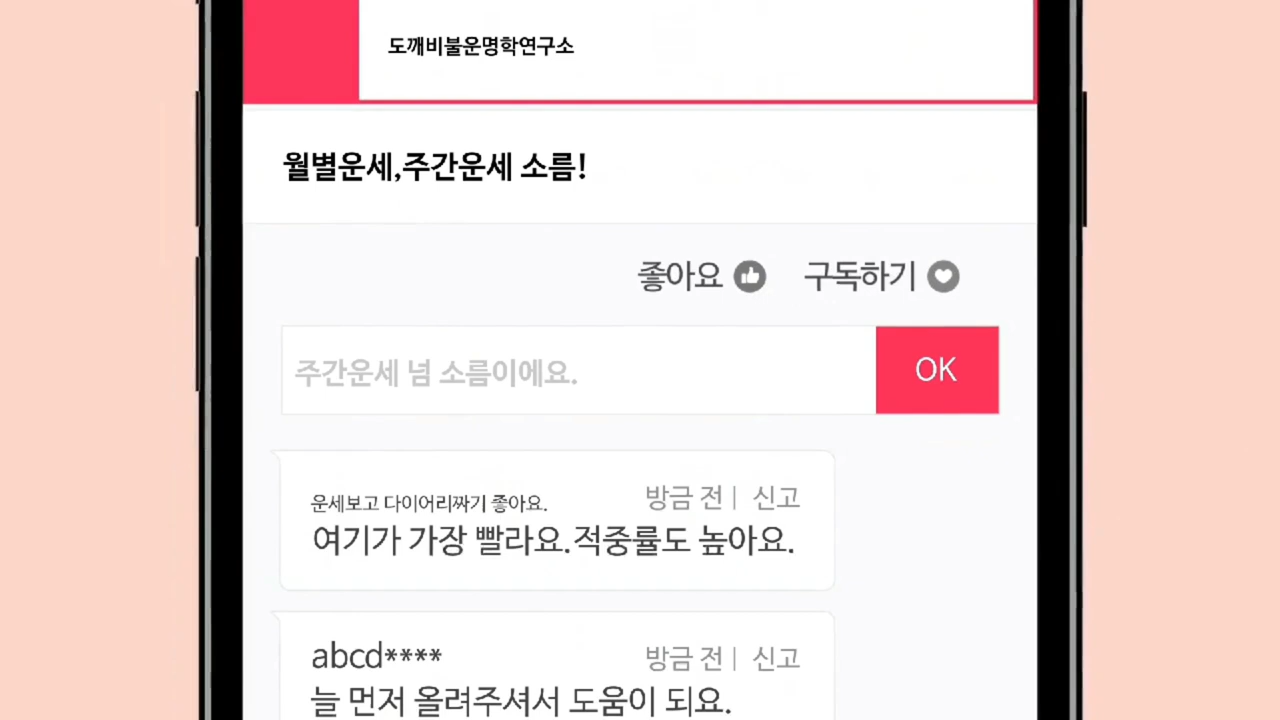 도깨비불운명학연구소
월별운세,주간운세 소름!
좋아요 구독하기
주간운세 넘 소름이에요.
OK
운세보고 다이어리짜기 좋아요.
방금 전 | 신고
여기가 가장 빨라요.적중률도 높아요.
abcd****
방금 전 | 신고
늘 먼저 올려주셔서 도움이 되요.